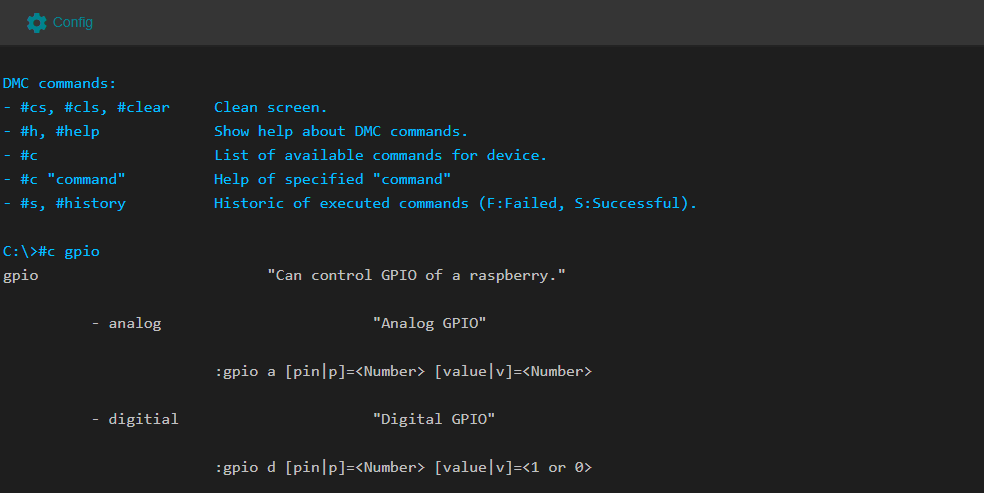 Config
DMC commands:
- #cs, #cls, #clear Clean screen.
- #h, #help Show help about DMC commands.
- #c List of available commands for device.
- #c "command" Help of specified "command"
- #s, #history Historic of executed commands (F:Failed, S:Successful).
C:\>#c gpio
gpio "Can control GPIO of a raspberry."
- analog "Analog GPIO"
:gpio a [pin|p]=<Number> [value|v]=<Number>
- digitial "Digital GPIO"
:gpio d [pin|p]=<Number> [value|v]=<1 or 0>